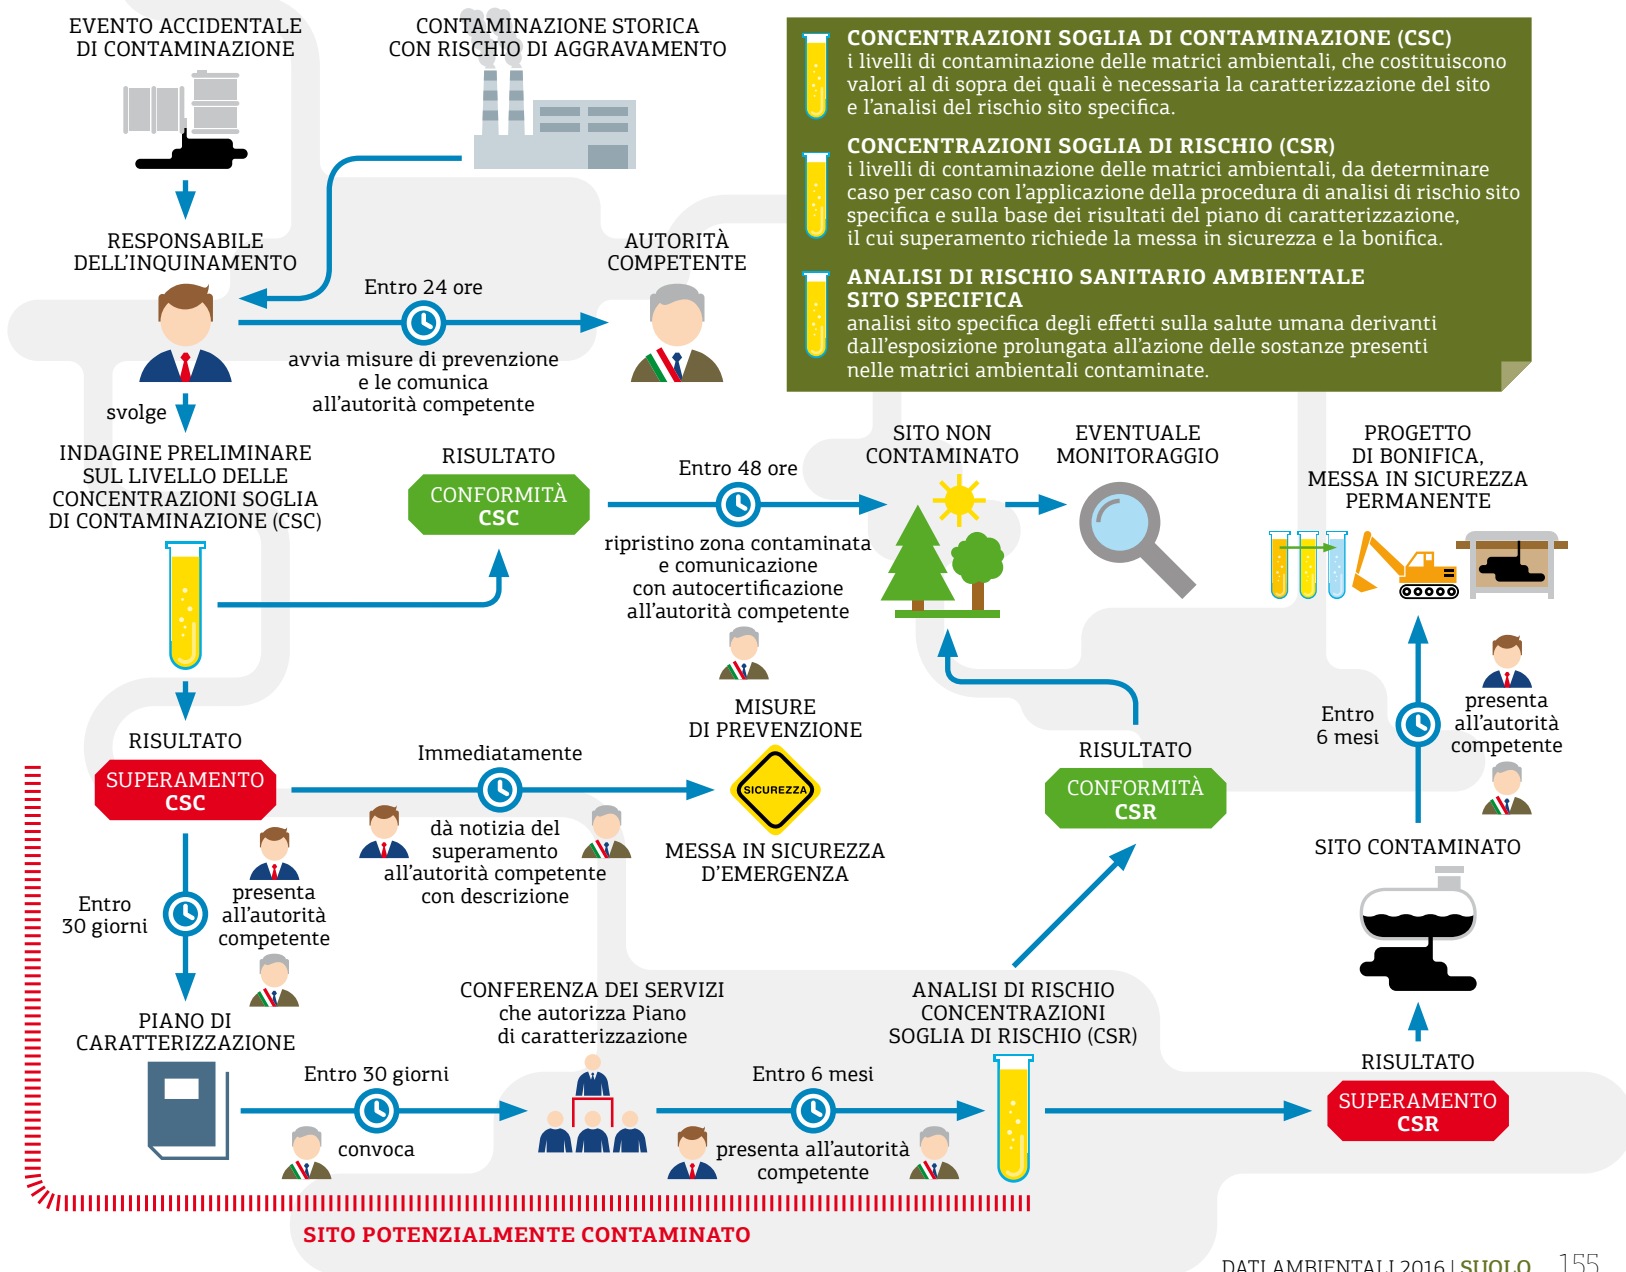 EVENTO ACCIDENTALE
DI CONTAMINAZIONE
CONTAMINAZIONE STORICA
CON RISCHIO DI AGGRAVAMENTO
CONCENTRAZIONI SOGLIA DI CONTAMINAZIONE (CSC)
i livelli di contaminazione delle matrici ambientali, che costituiscono
valori al di sopra dei quali è necessaria la caratterizzazione del sito
e l’analisi del rischio sito specifica.
CONCENTRAZIONI SOGLIA DI RISCHIO (CSR)
i livelli di contaminazione delle matrici ambientali, da determinare
caso per caso con l’applicazione della procedura di analisi di rischio sito
specifica e sulla base dei risultati del piano di caratterizzazione,
il cui superamento richiede la messa in sicurezza e la bonifica.
ANALISI DI RISCHIO SANITARIO AMBIENTALE
SITO SPECIFICA
analisi sito specifica degli effetti sulla salute umana derivanti
dall’esposizione prolungata all’azione delle sostanze presenti
nelle matrici ambientali contaminate.
RESPONSABILE
DELL’INQUINAMENTO
Entro 24 ore
avvia misure di prevenzione
e le comunica
all’autorità competente
AUTORITÀ
COMPETENTE
svolge
INDAGINE PRELIMINARE
SUL LIVELLO DELLE
CONCENTRAZIONI SOGLIA
DI CONTAMINAZIONE (CSC)
RISULTATO
CONFORMITÀ
CSC
Entro 48 ore
ripristino zona contaminata
e comunicazione
con autocertificazione
all’autorità competente
SITO NON
CONTAMINATO
EVENTUALE
MONITORAGGIO
PROGETTO
DI BONIFICA,
MESSA IN SICUREZZA
PERMANENTE
RISULTATO
SUPERAMENTO
CSC
Immediatamente
dà notizia del
superamento
all’autorità competente
con descrizione
MISURE
DI PREVENZIONE
SICUREZZA
MESSA IN SICUREZZA
D’EMERGENZA
RISULTATO
CONFORMITÀ
CSR
Entro
6 mesi
presenta
all’autorità
competente
SITO CONTAMINATO
Entro
30 giorni
presenta
all’autorità
competente
PIANO DI
CARATTERIZZAZIONE
Entro 30 giorni
convoca
CONFERENZA DEI SERVIZI
che autorizza Piano
di caratterizzazione
Entro 6 mesi
presenta all’autorità
competente
ANALISI DI RISCHIO
CONCENTRAZIONI
SOGLIA DI RISCHIO (CSR)
RISULTATO
SUPERAMENTO
CSR
SITO POTENZIALMENTE CONTAMINATO
DATI AMBIENTALI 2016 | SUOLO 155